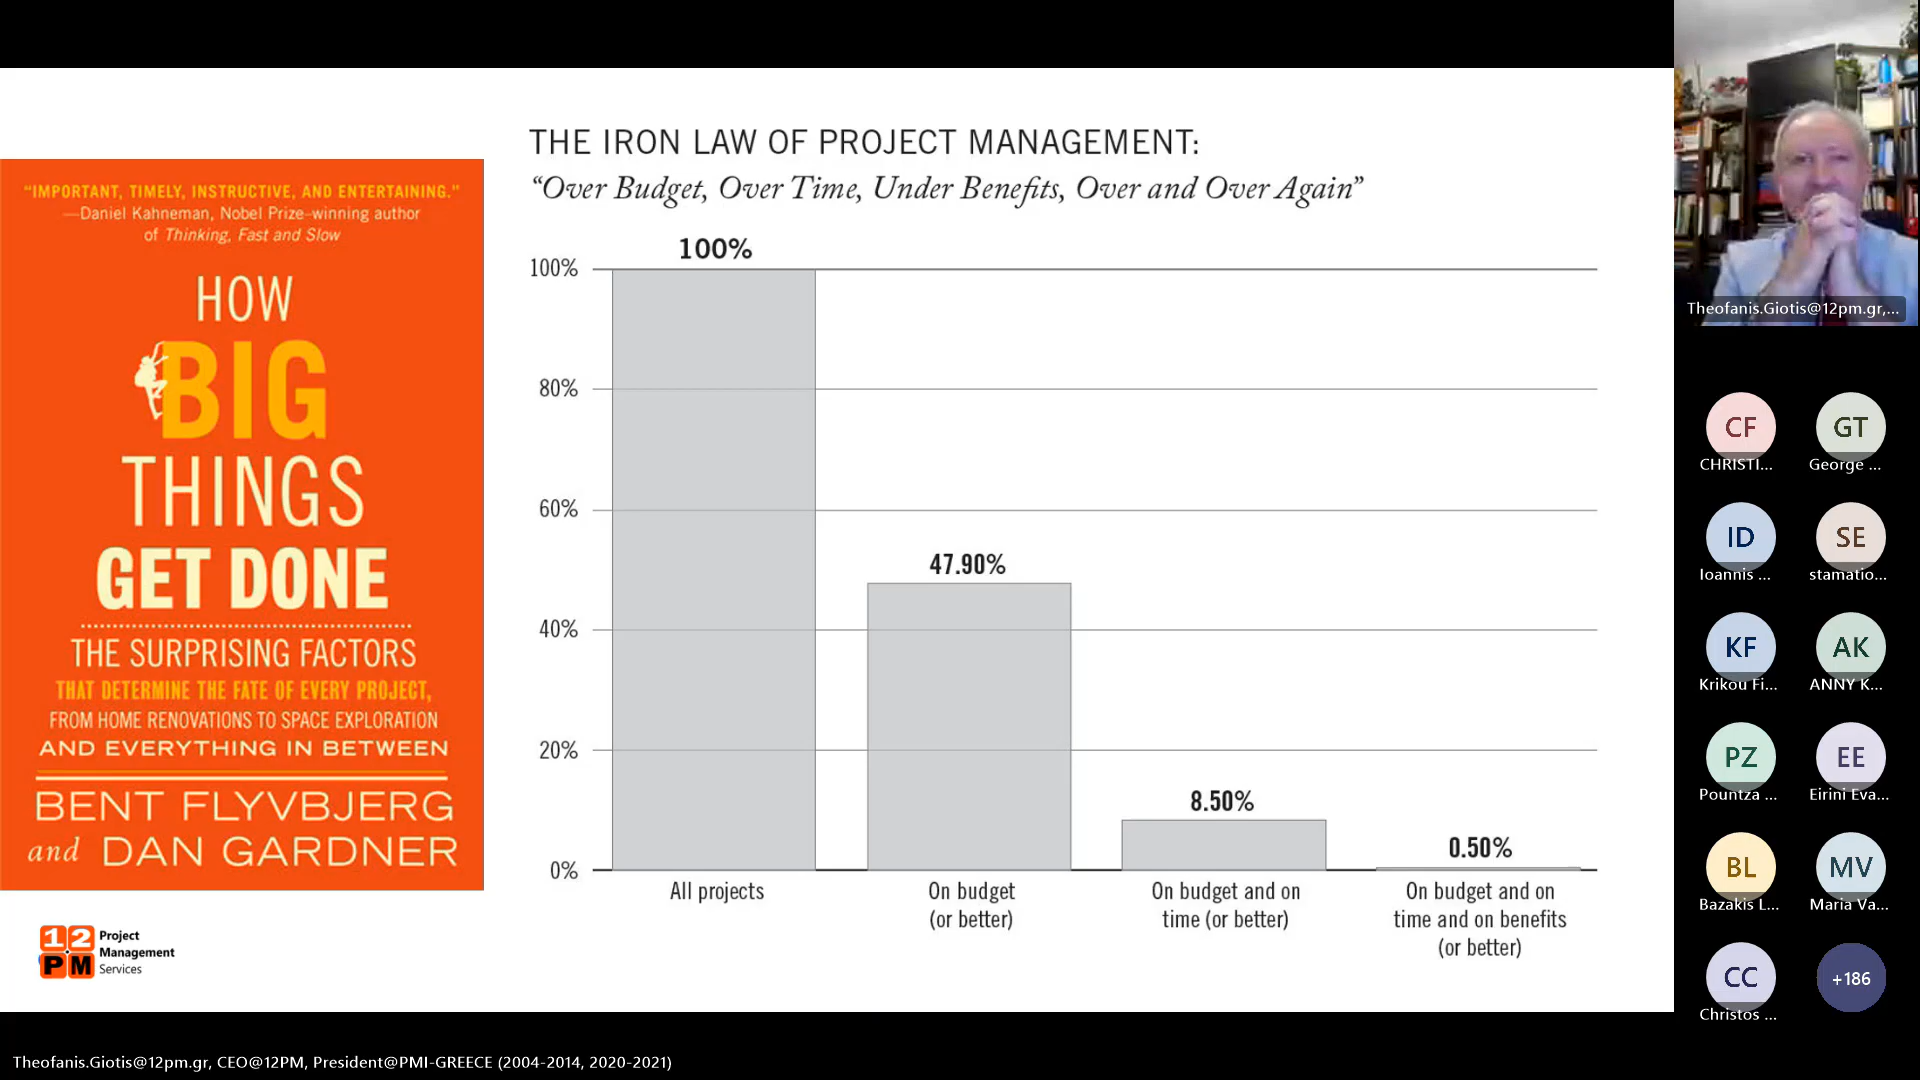 “IMPORTANT, TIMELY, INSTRUCTIVE, AND ENTERTAINING.”
—Daniel Kahneman, Nobel Prize–winning author
of Thinking, Fast and Slow
HOW
BIG
THINGS
GET DONE
THE SURPRISING FACTORS
THAT DETERMINE THE FATE OF EVERY PROJECT,
FROM HOME RENOVATIONS TO SPACE EXPLORATION
AND EVERYTHING IN BETWEEN
BENT FLYVBJERG
and DAN GARDNER
12
PM
Project
Management
Services
THE IRON LAW OF PROJECT MANAGEMENT:
“Over Budget, Over Time, Under Benefits, Over and Over Again”
100%
80%
60%
40%
20%
0%
100%
47.90%
8.50%
0.50%
All projects
On budget
(or better)
On budget and on
time (or better)
On budget and on
time and on benefits
(or better)
Theofanis.Giotis@12pm.gr,...
CF
CHRISTI...
GT
George ...
ID
Ioannis ...
SE
stamatio...
KF
Krikou Fi...
AK
ANNY K...
PZ
Pountza ...
EE
Eirini Eva...
BL
Bazakis L...
MV
Maria Va...
CC
Christos ...
+186
Theofanis.Giotis@12pm.gr, CEO@12PM, President@PMI-GREECE (2004-2014, 2020-2021)